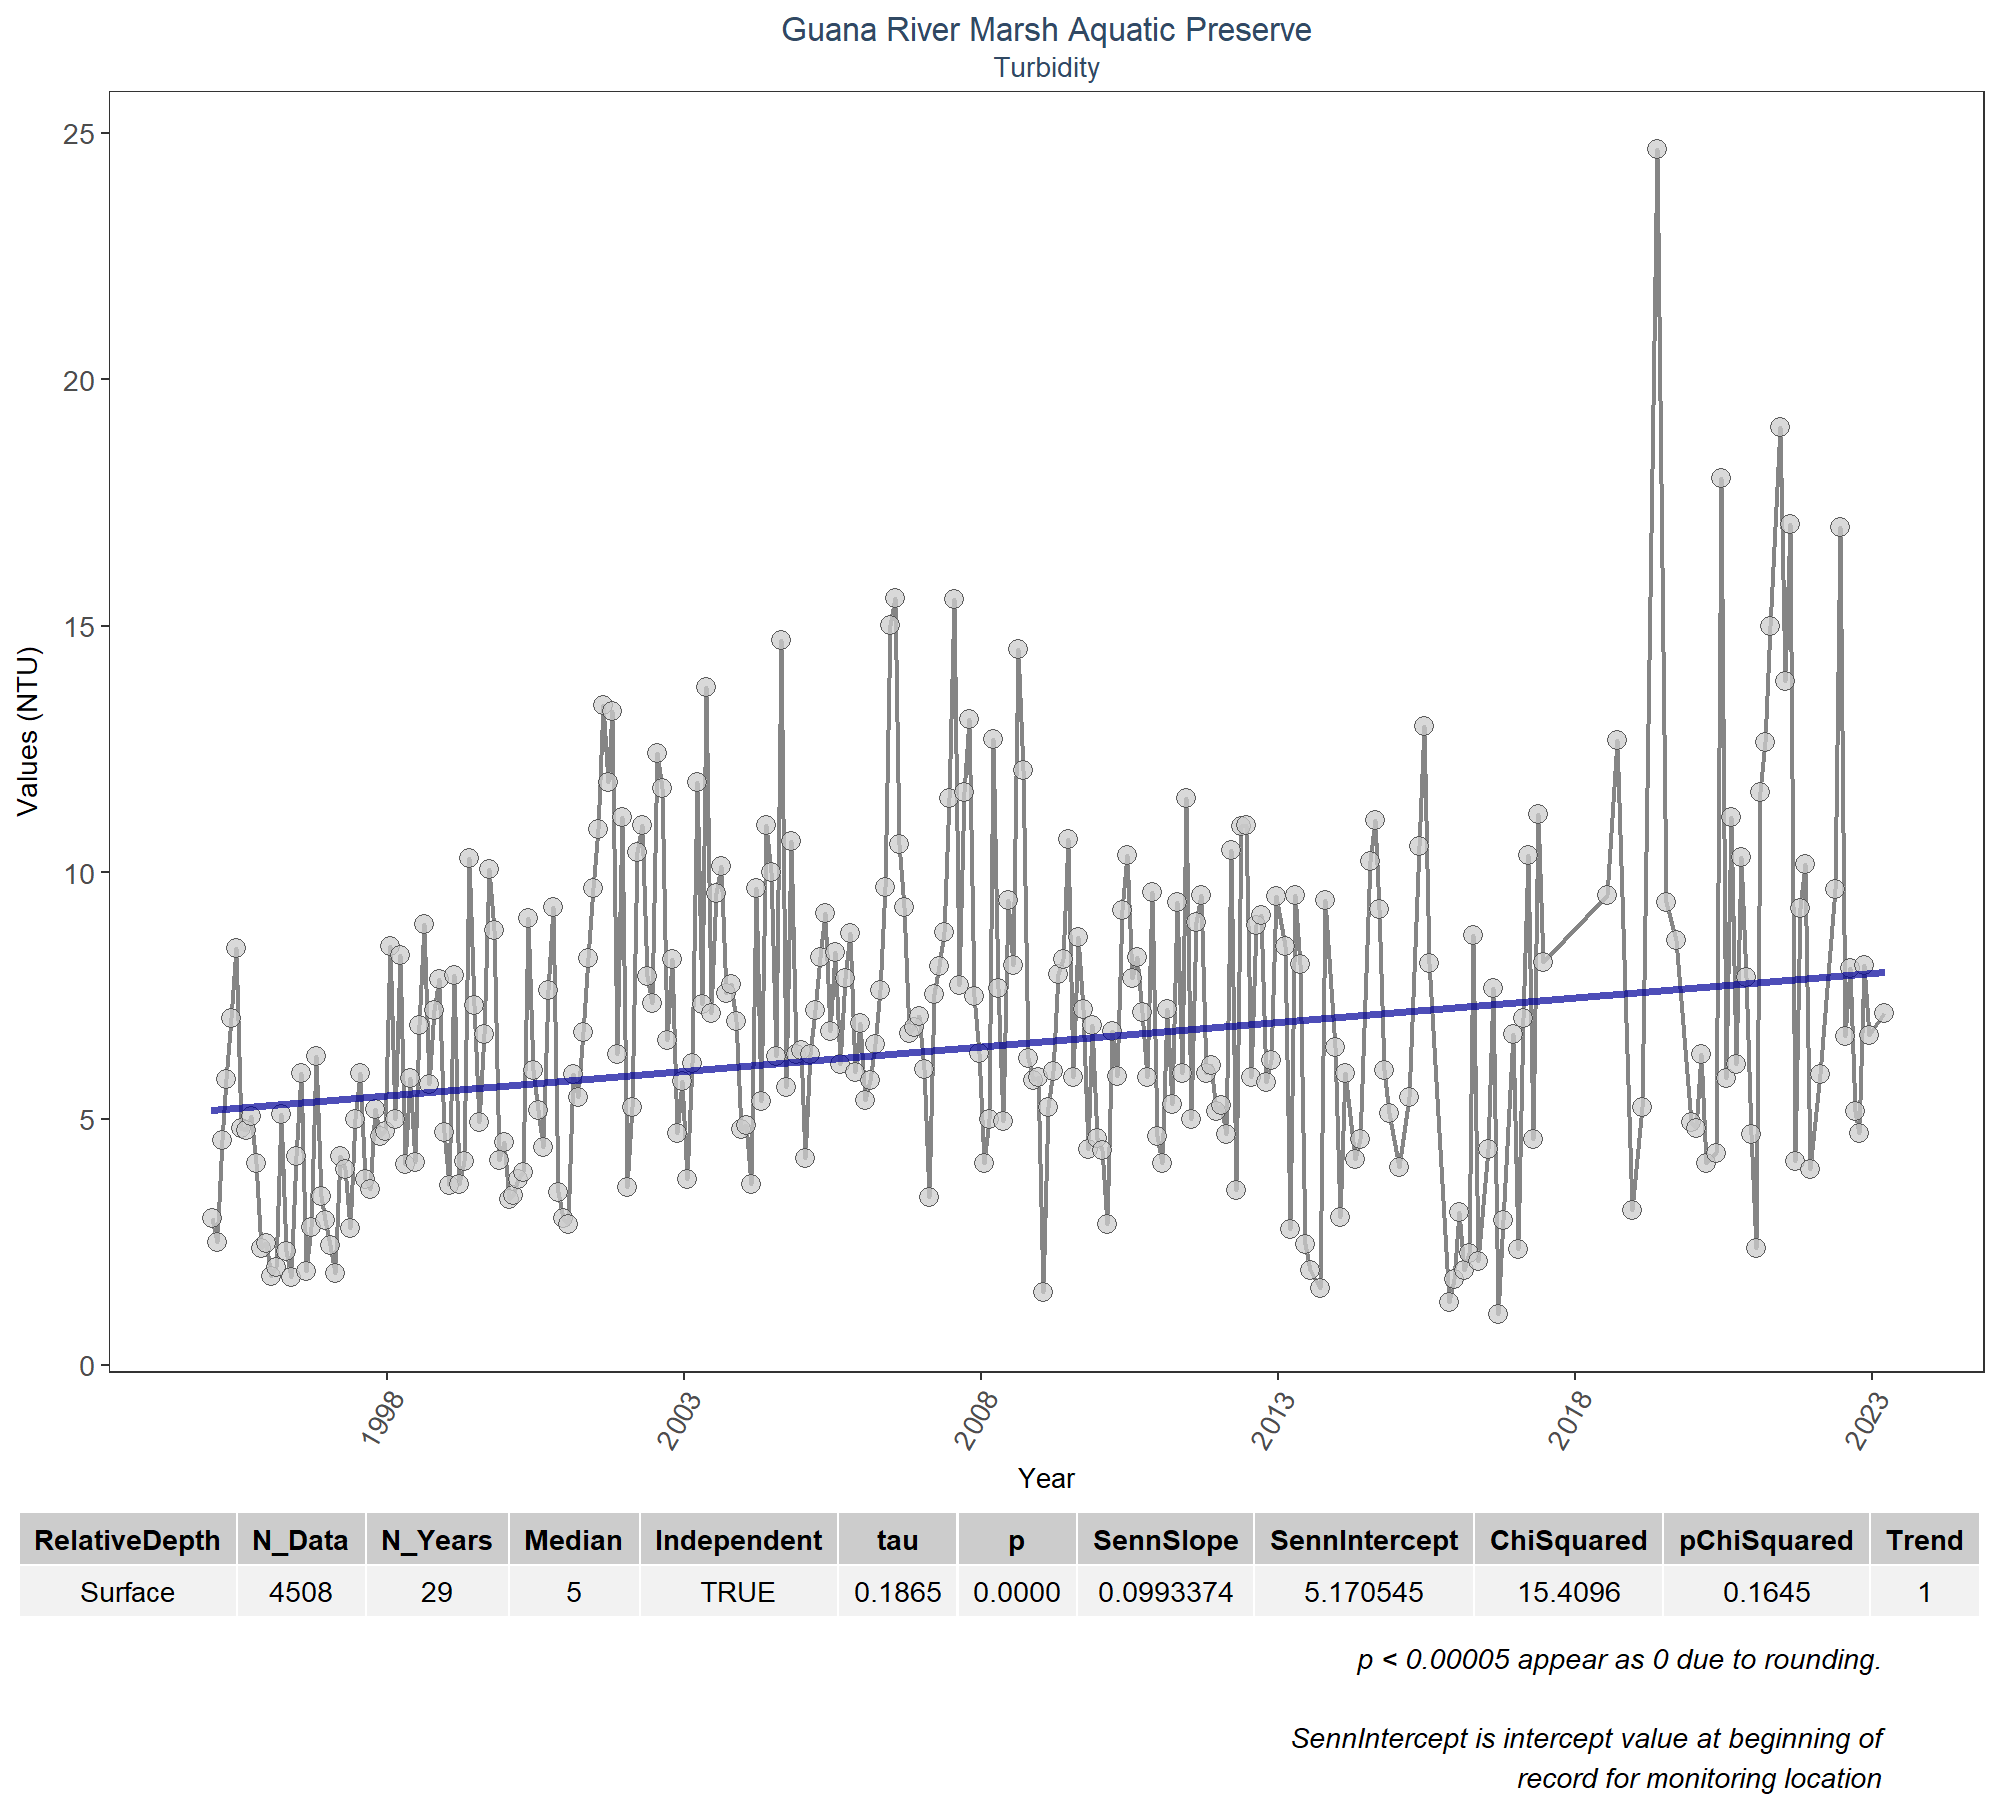 Guana River Marsh Aquatic Preserve
Turbidity
25
20
15
10
5
0
Values (NTU)
1998 2003 2008 2013 2018 2023
Year
RelativeDepth N_Data N_Years Median Independent tau p SennSlope SennIntercept ChiSquared pChiSquared Trend
Surface 4508 29 5 TRUE 0.1865 0.0000 0.0993374 5.170545 15.4096 0.1645 1
p < 0.00005 appear as 0 due to rounding.
SennIntercept is intercept value at beginning of
record for monitoring location